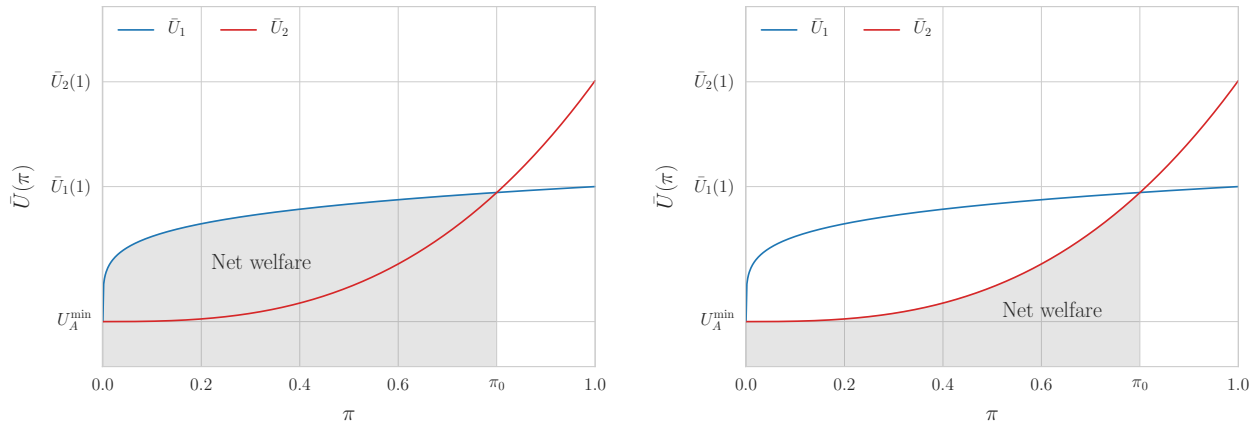 Ū₁ Ū₂
Ū₂(1)
Ū₁(1)
U_A^min
Ū(π)
Net welfare
0.0 0.2 0.4 0.6 π₀ 1.0
π
Ū₁ Ū₂
Ū₂(1)
Ū₁(1)
U_A^min
Ū(π)
Net welfare
0.0 0.2 0.4 0.6 π₀ 1.0
π